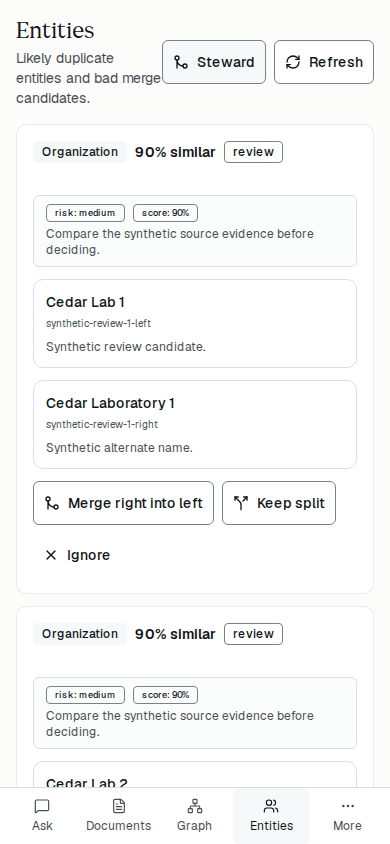 Entities
Likely duplicate
entities and bad merge
candidates.
Steward
Refresh
Organization 90% similar review
risk: medium score: 90%
Compare the synthetic source evidence before
deciding.
Cedar Lab 1
synthetic-review-1-left
Synthetic review candidate.
Cedar Laboratory 1
synthetic-review-1-right
Synthetic alternate name.
Merge right into left Keep split
Ignore
Organization 90% similar review
risk: medium score: 90%
Compare the synthetic source evidence before
deciding.
Cedar Lab 2
Ask Documents Graph Entities More